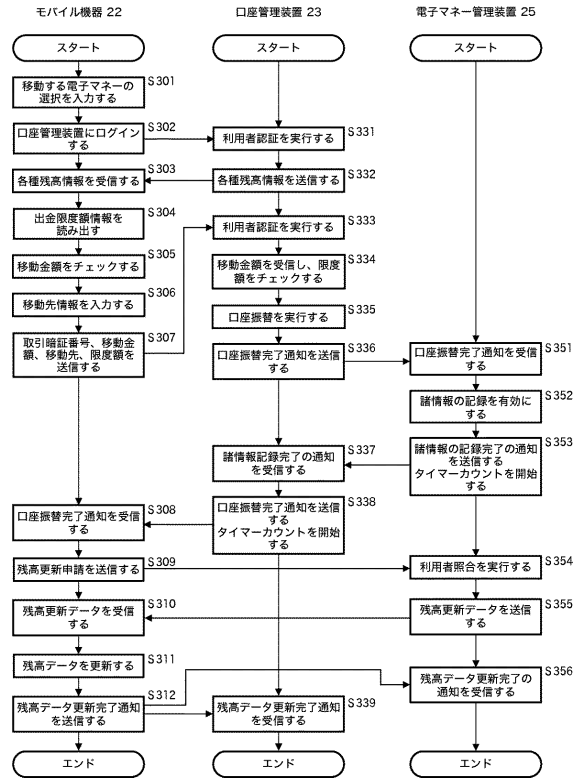 モバイル機器 22
口座管理装置 23
電子マネー管理装置 25
スタート
スタート
スタート
S301
移動する電子マネーの
選択を入力する
S302
口座管理装置にログイン
する
S331
利用者認証を実行する
S303
各種残高情報を受信する
S332
各種残高情報を送信する
S304
出金限度額情報を
読み出す
S333
利用者認証を実行する
S305
移動金額をチェックする
S334
移動金額を受信し、限度
額をチェックする
S306
移動先情報を入力する
S335
口座振替を実行する
S307
取引暗証番号、移動金
額、移動先、限度額を
送信する
S336
口座振替完了通知を送信
する
S351
口座振替完了通知を受信
する
S352
諸情報の記録を有効に
する
S353
諸情報の記録完了の通知
を送信する
タイマーカウントを開始
する
S337
諸情報記録完了の通知
を受信する
S338
口座振替完了通知を送信
する
タイマーカウントを開始
する
S308
口座振替完了通知を受信
する
S309
残高更新申請を送信する
S354
利用者照合を実行する
S310
残高更新データを受信
する
S355
残高更新データを送信
する
S311
残高データを更新する
S356
残高データ更新完了の
通知を受信する
S312
残高データ更新完了通知
を送信する
S339
残高データ更新完了通知
を受信する
エンド
エンド
エンド